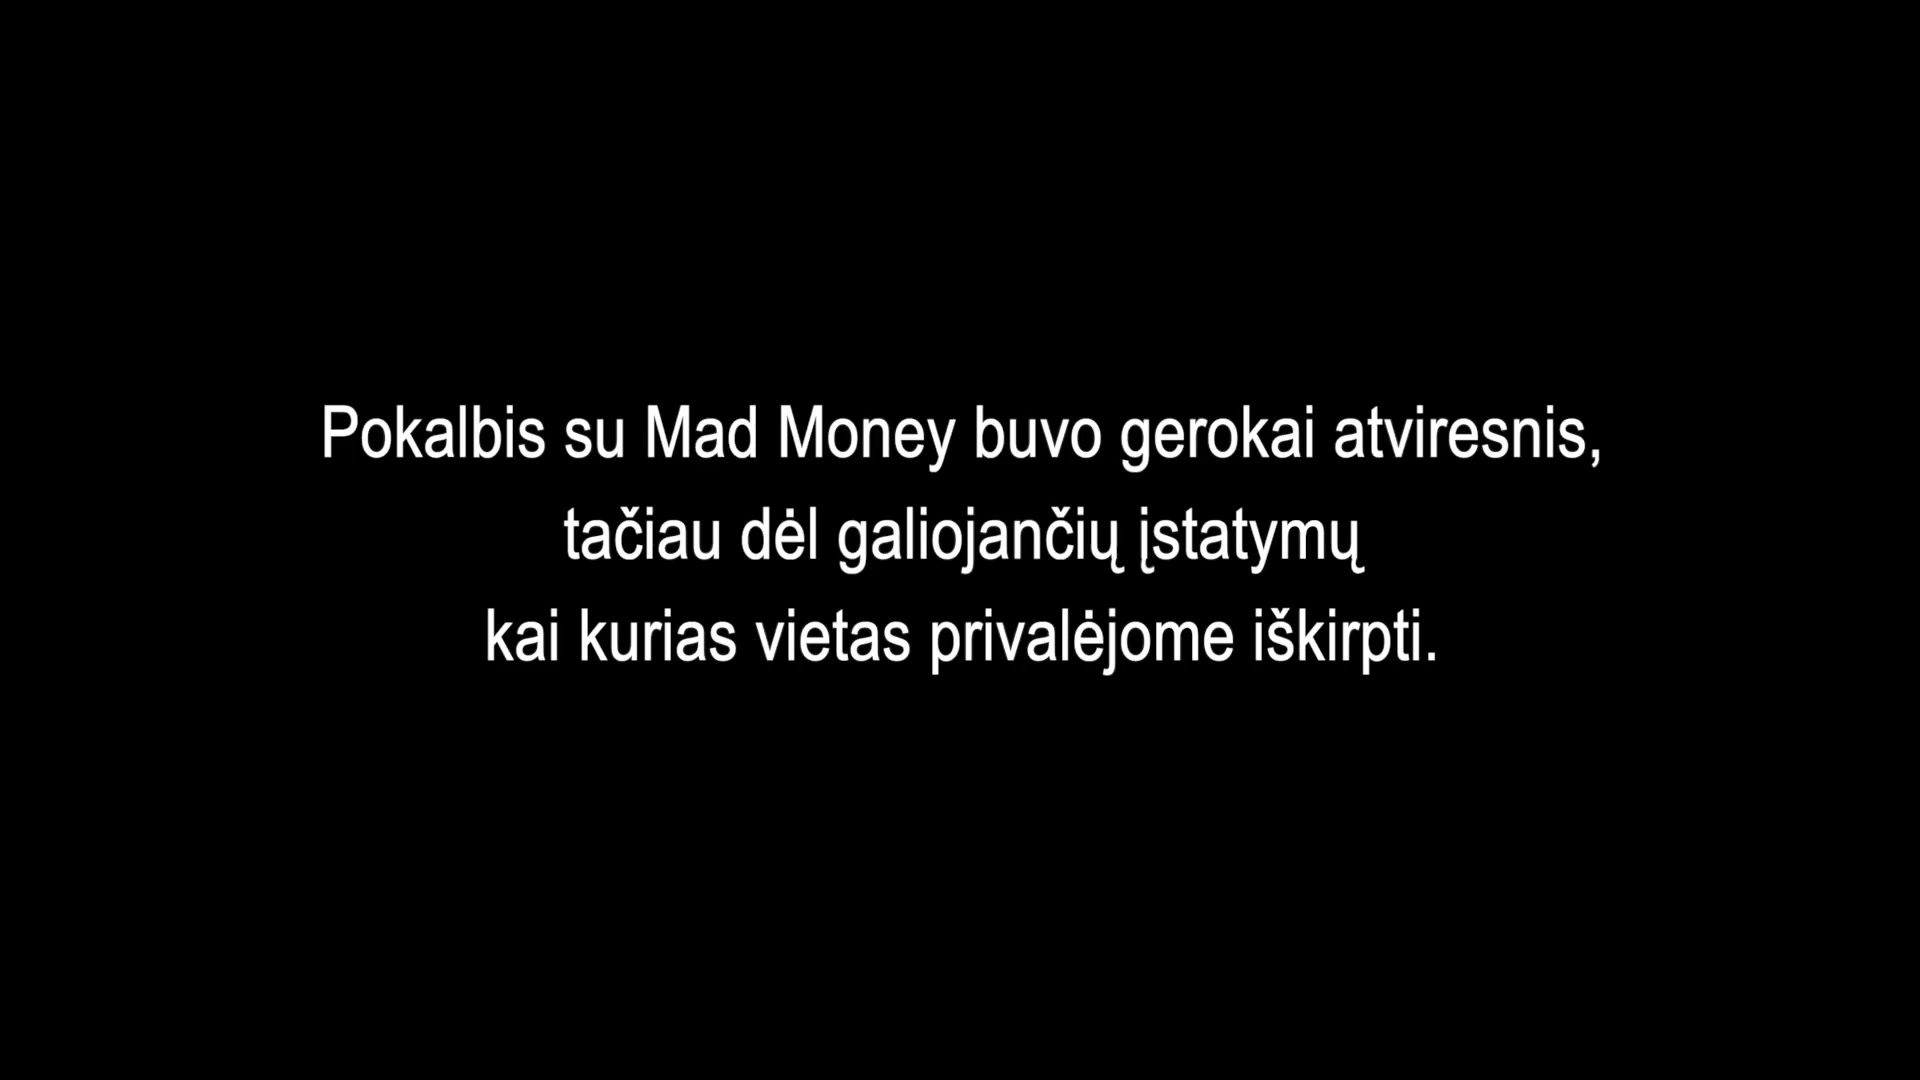 Pokalbis su Mad Money buvo gerokai atviresnis,
tačiau dėl galiojančių įstatymų
kai kurias vietas privalėjome iškirpti.